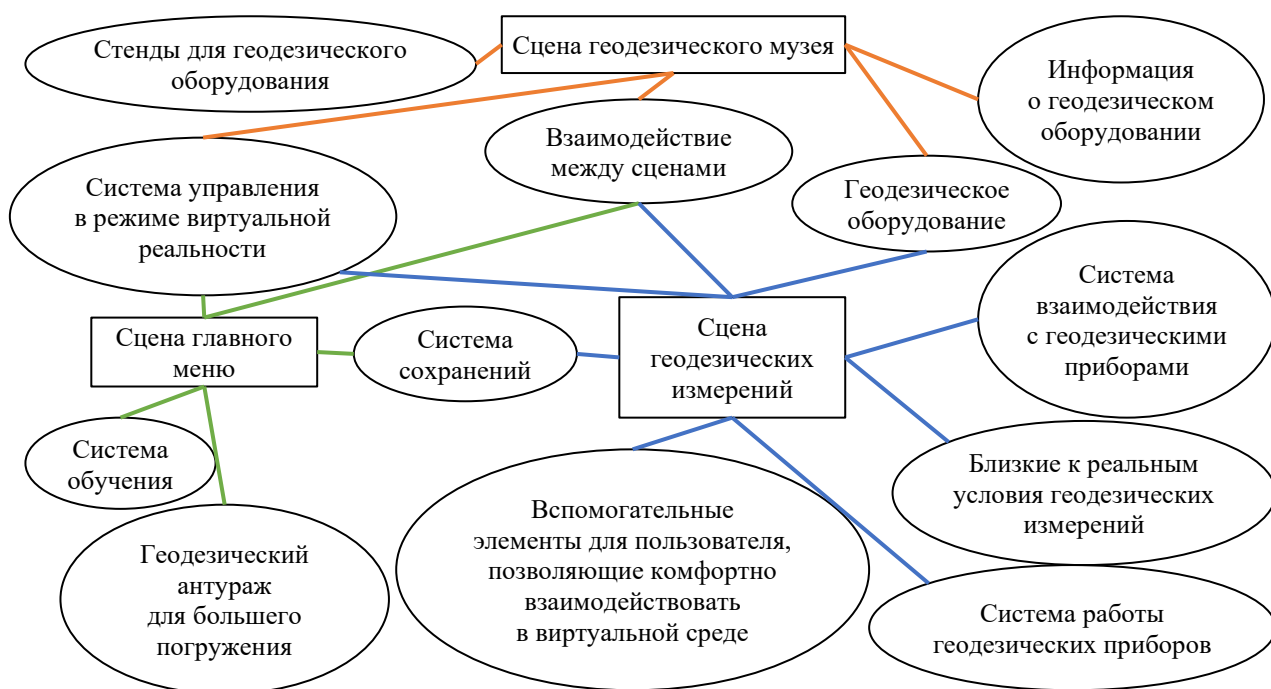 Стенды для геодезического
оборудования
Сцена геодезического музея
Информация
о геодезическом
оборудовании
Взаимодействие
между сценами
Система управления
в режиме виртуальной
реальности
Геодезическое
оборудование
Система
взаимодействия
с геодезическими
приборами
Сцена главного
меню
Система
сохранений
Сцена
геодезических
измерений
Система
обучения
Близкие к реальным
условия геодезических
измерений
Вспомогательные
элементы для пользователя,
позволяющие комфортно
взаимодействовать
в виртуальной среде
Геодезический
антураж
для большего
погружения
Система работы
геодезических приборов